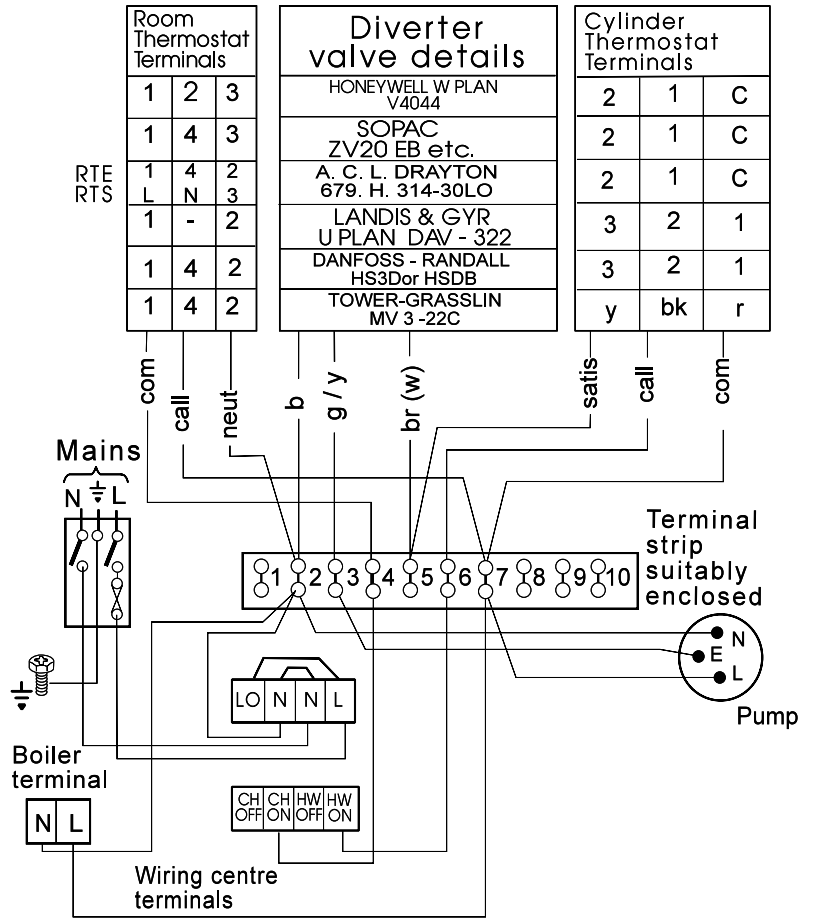 Room
Thermostat
Terminals
1 2 3
1 4 3
RTE 1 4 2
RTS L N 3
1 - 2
1 4 2
1 4 2
Diverter
valve details
HONEYWELL W PLAN
V4044
SOPAC
ZV20 EB etc.
A. C. L. DRAYTON
679. H. 314-30LO
LANDIS & GYR
U PLAN DAV - 322
DANFOSS - RANDALL
HS3Dor HSDB
TOWER-GRASSLIN
MV 3 -22C
Cylinder
Thermostat
Terminals
2 1 C
2 1 C
2 1 C
3 2 1
3 2 1
y bk r
com
call
neut
b
g / y
br (w)
satis
call
com
Mains
N L
1 2 3 4 5 6 7 8 9 10
Terminal
strip
suitably
enclosed
N
E
L
Pump
LO N N L
Boiler
terminal
N L
CH CH HW HW
OFF ON OFF ON
Wiring centre
terminals